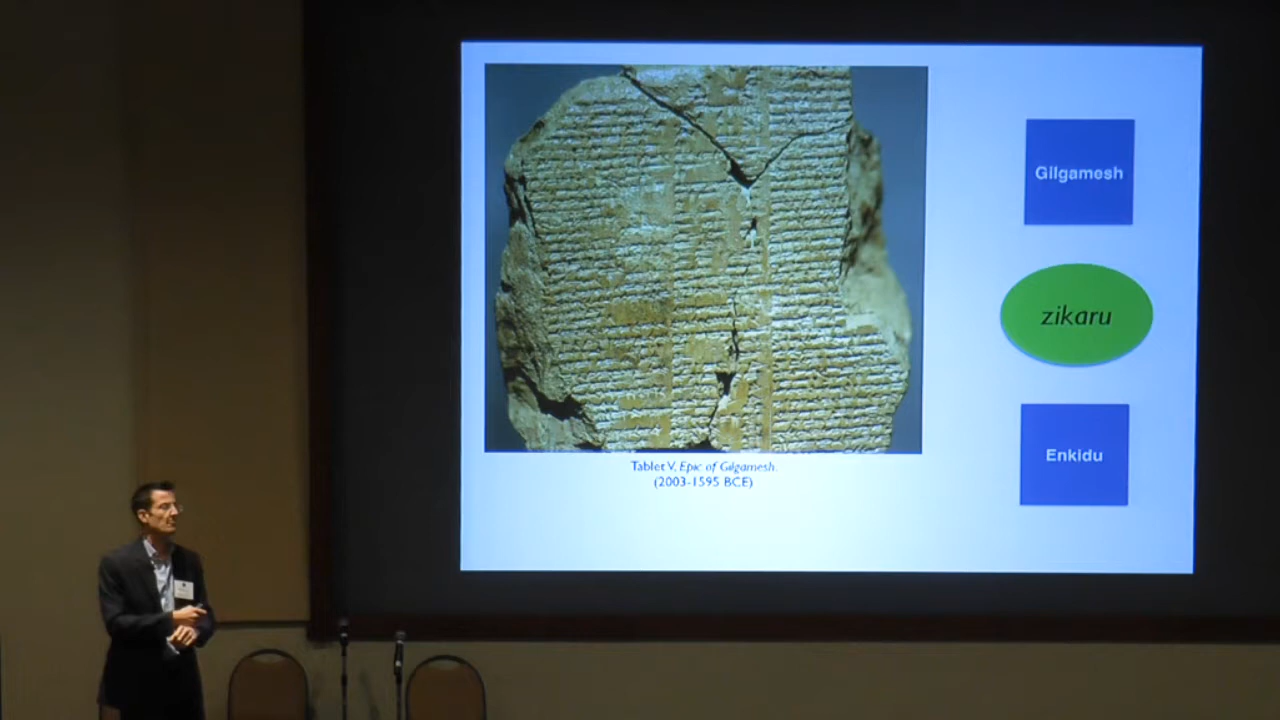 Gilgamesh
zikaru
Enkidu
Tablet V, Epic of Gilgamesh.
(2003-1595 BCE)